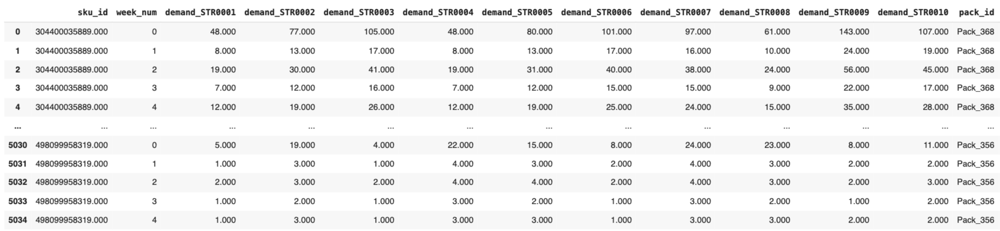 sku_id week_num demand_STR0001 demand_STR0002 demand_STR0003 demand_STR0004 demand_STR0005 demand_STR0006 demand_STR0007 demand_STR0008 demand_STR0009 demand_STR0010 pack_id
0 304400035889.000 0 48.000 77.000 105.000 48.000 80.000 101.000 97.000 61.000 143.000 107.000 Pack_368
1 304400035889.000 1 8.000 13.000 17.000 8.000 13.000 17.000 16.000 10.000 24.000 19.000 Pack_368
2 304400035889.000 2 19.000 30.000 41.000 19.000 31.000 40.000 38.000 24.000 56.000 45.000 Pack_368
3 304400035889.000 3 7.000 12.000 16.000 7.000 12.000 15.000 15.000 9.000 22.000 17.000 Pack_368
4 304400035889.000 4 12.000 19.000 26.000 12.000 19.000 25.000 24.000 15.000 35.000 28.000 Pack_368
... ... ... ... ... ... ... ... ... ... ... ... ... ...
5030 498099958319.000 0 5.000 19.000 4.000 22.000 15.000 8.000 24.000 23.000 8.000 11.000 Pack_356
5031 498099958319.000 1 1.000 3.000 1.000 4.000 3.000 2.000 4.000 3.000 2.000 2.000 Pack_356
5032 498099958319.000 2 2.000 3.000 2.000 4.000 4.000 2.000 4.000 3.000 2.000 3.000 Pack_356
5033 498099958319.000 3 1.000 2.000 1.000 3.000 2.000 1.000 3.000 2.000 1.000 2.000 Pack_356
5034 498099958319.000 4 1.000 3.000 1.000 3.000 3.000 1.000 3.000 3.000 2.000 2.000 Pack_356